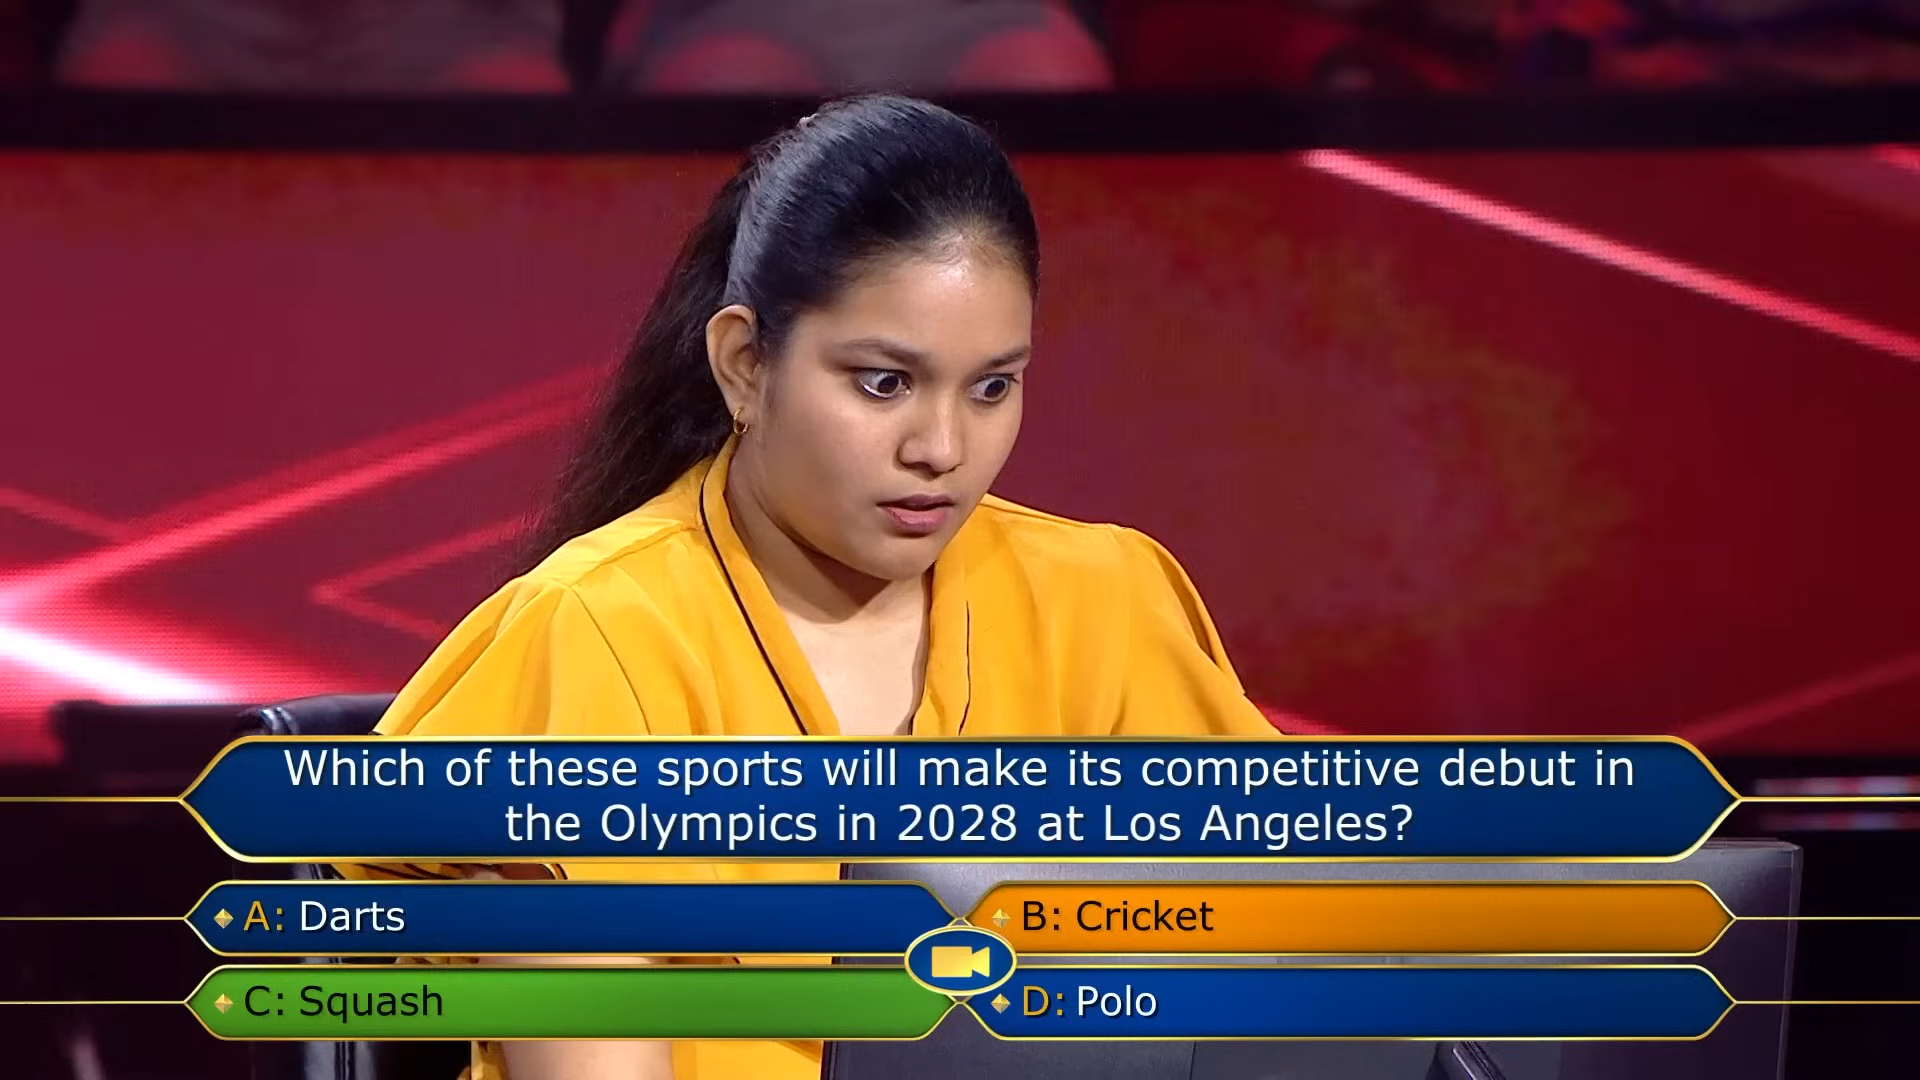 Which of these sports will make its competitive debut in
the Olympics in 2028 at Los Angeles?
A: Darts
B: Cricket
C: Squash
D: Polo